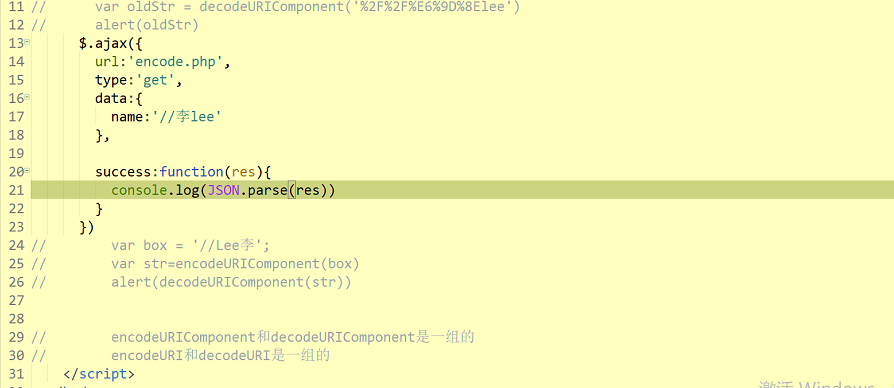 11 // var oldStr = decodeURIComponent('%2F%2F%E6%9D%8Elee')
12 // alert(oldStr)
13 $.ajax({
14 url:'encode.php',
15 type:'get',
16 data:{
17 name:'//李lee'
18 },
19
20 success:function(res){
21 console.log(JSON.parse(res))
22 }
23 })
24 // var box = '//Lee李';
25 // var str=encodeURIComponent(box)
26 // alert(decodeURIComponent(str))
27
28
29 // encodeURIComponent和decodeURIComponent是一组的
30 // encodeURI和decodeURI是一组的
31 </script>
激活 Windows